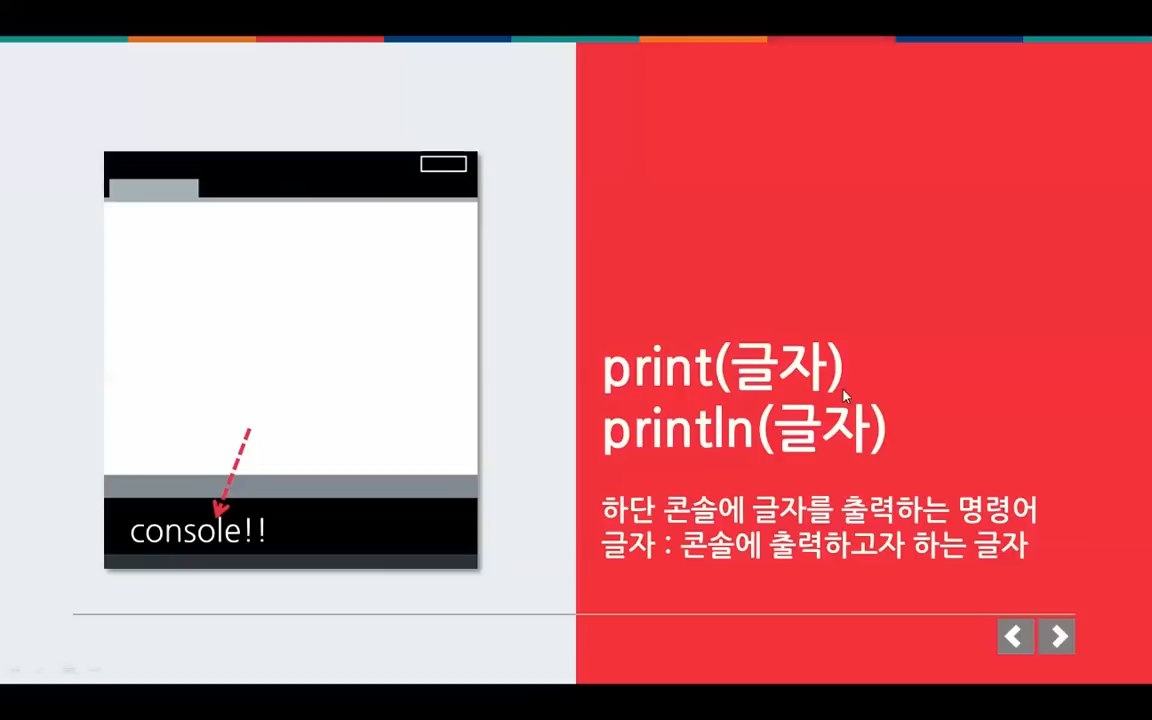 console!!
print(글자)
println(글자)
하단 콘솔에 글자를 출력하는 명령어
글자 : 콘솔에 출력하고자 하는 글자